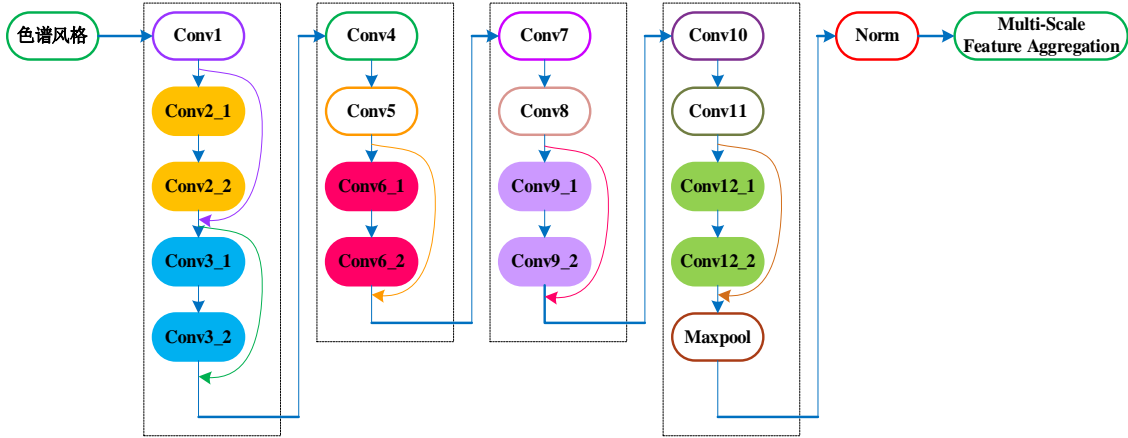 色谱风格
Conv1
Conv2_1
Conv2_2
Conv3_1
Conv3_2
Conv4
Conv5
Conv6_1
Conv6_2
Conv7
Conv8
Conv9_1
Conv9_2
Conv10
Conv11
Conv12_1
Conv12_2
Maxpool
Norm
Multi-Scale
Feature Aggregation